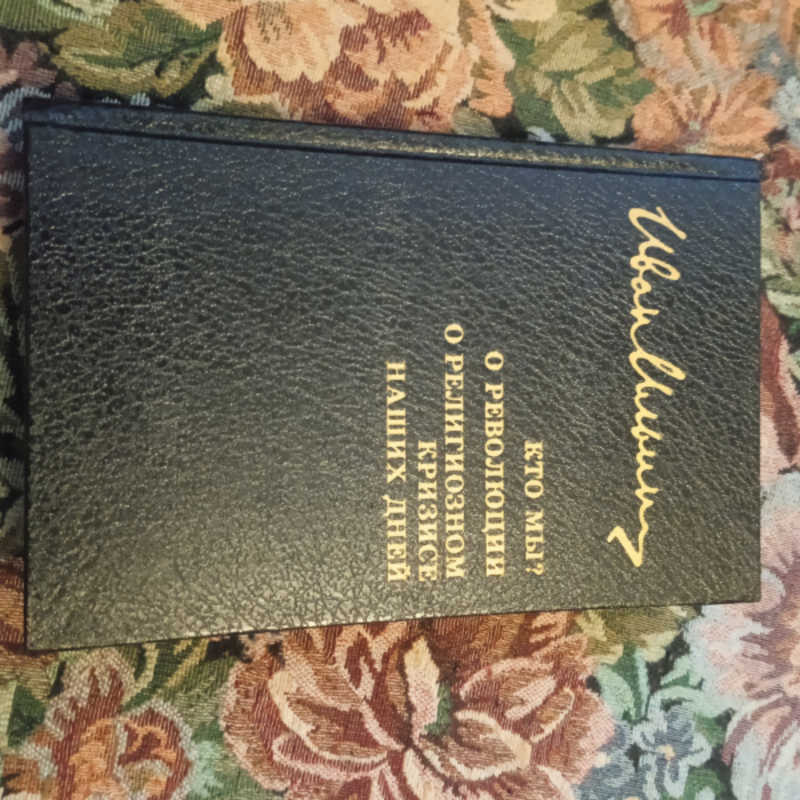 Иван Ильин
КТО МЫ?
О РЕВОЛЮЦИИ
О РЕЛИГИОЗНОМ
КРИЗИСЕ
НАШИХ ДНЕЙ